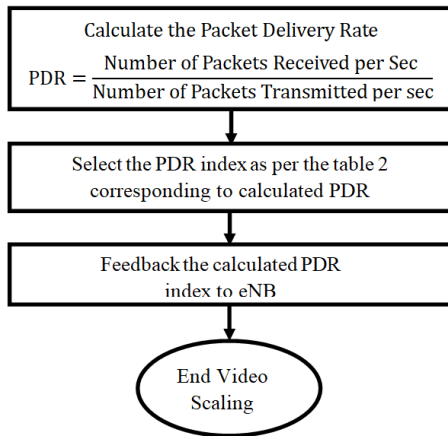 Calculate the Packet Delivery Rate
PDR = Number of Packets Received per Sec / Number of Packets Transmitted per sec
Select the PDR index as per the table 2
corresponding to calculated PDR
Feedback the calculated PDR
index to eNB
End Video
Scaling